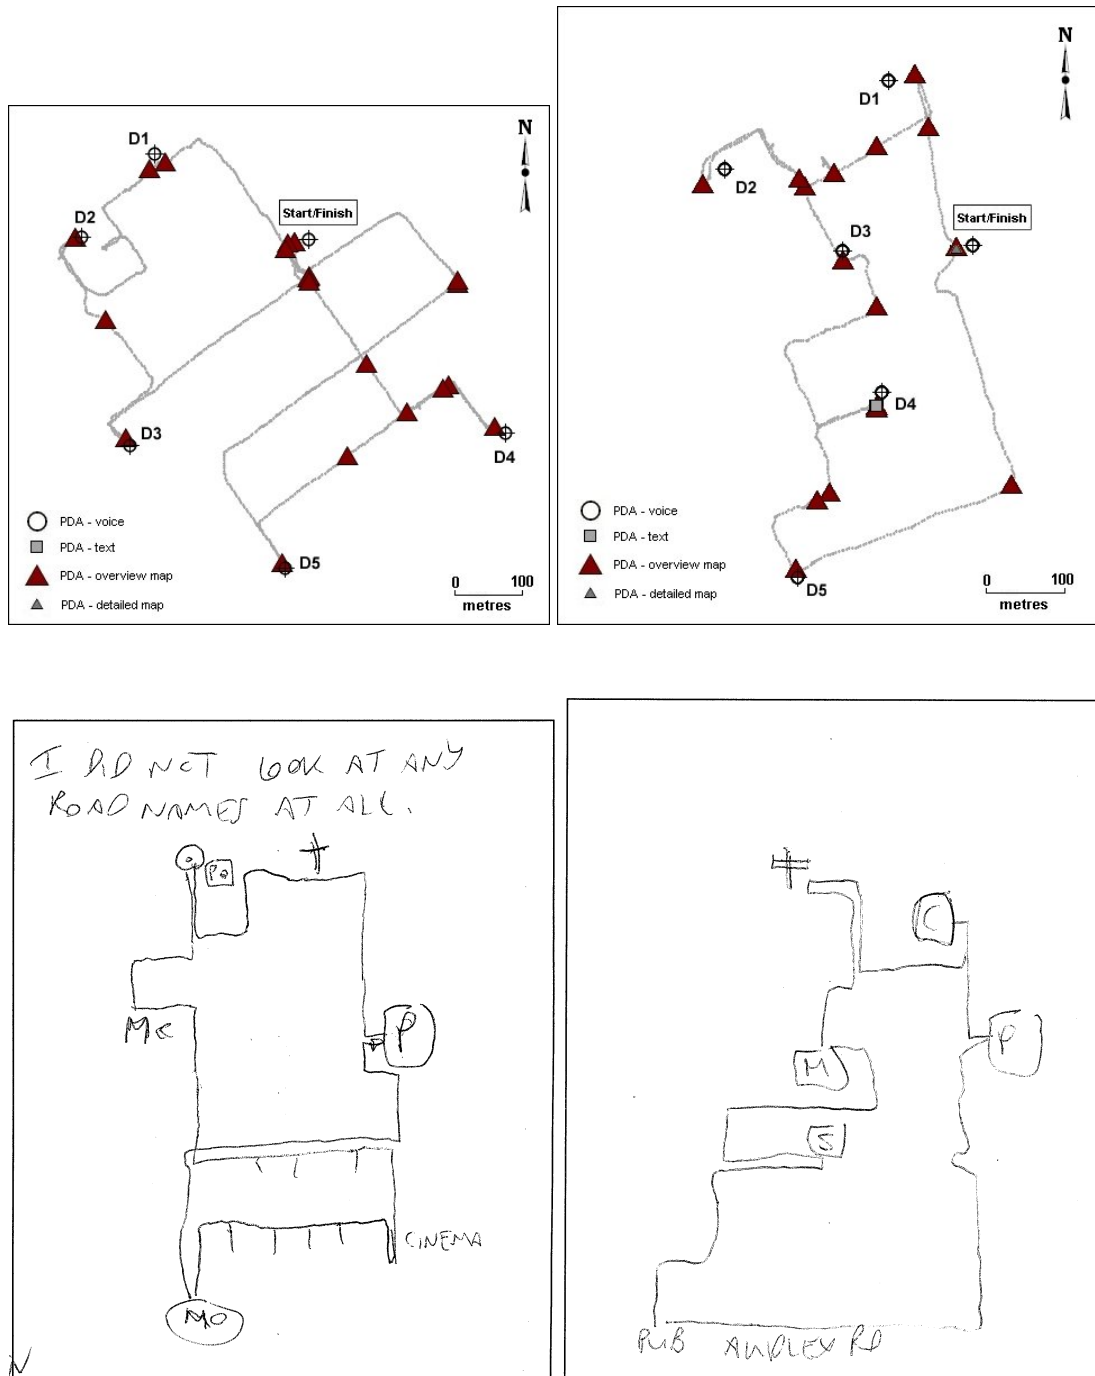 N
D1
D2
Start/Finish
D3
D4
D5
PDA - voice
PDA - text
PDA - overview map
PDA - detailed map
0 100
metres
N
D1
D2
Start/Finish
D3
D4
D5
PDA - voice
PDA - text
PDA - overview map
PDA - detailed map
0 100
metres
I DID NOT LOOK AT ANY
ROAD NAMES AT ALL.
PO
Mc
P
CINEMA
MO
N
C
P
M
S
PUB AUDLEY RD